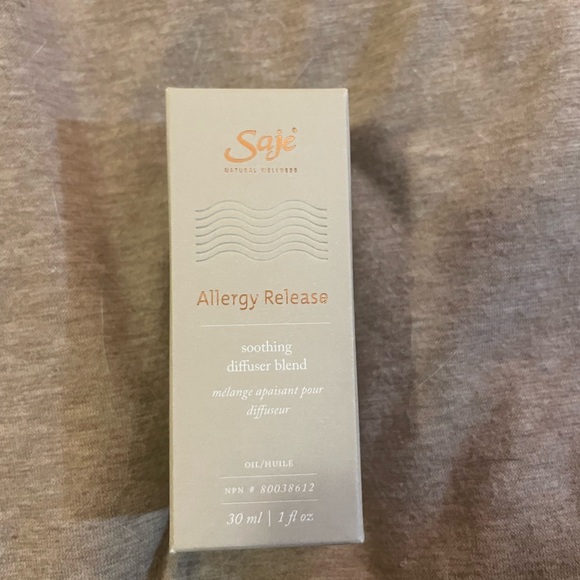 Saje
NATURAL WELLNESS
Allergy Release
soothing
diffuser blend
mélange apaisant pour
diffuseur
OIL/HUILE
NPN # 80038612
30 ml | 1 fl oz